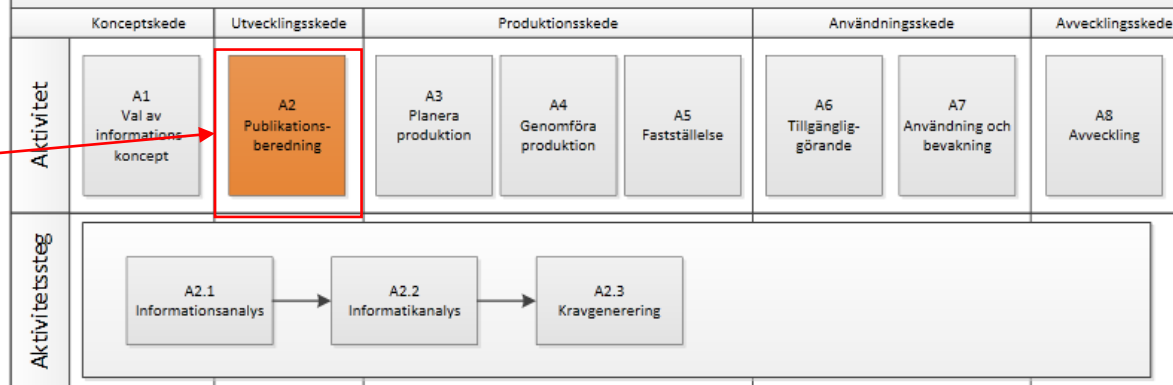 Konceptskede
Utvecklingsskede
Produktionsskede
Användningsskede
Avvecklingsskede
Aktivitet
A1
Val av
informations
koncept
A2
Publikations-
beredning
A3
Planera
produktion
A4
Genomföra
produktion
A5
Fastställelse
A6
Tillgänglig-
görande
A7
Användning och
bevakning
A8
Avveckling
Aktivitetssteg
A2.1
Informationsanalys
A2.2
Informatikanalys
A2.3
Kravgenerering